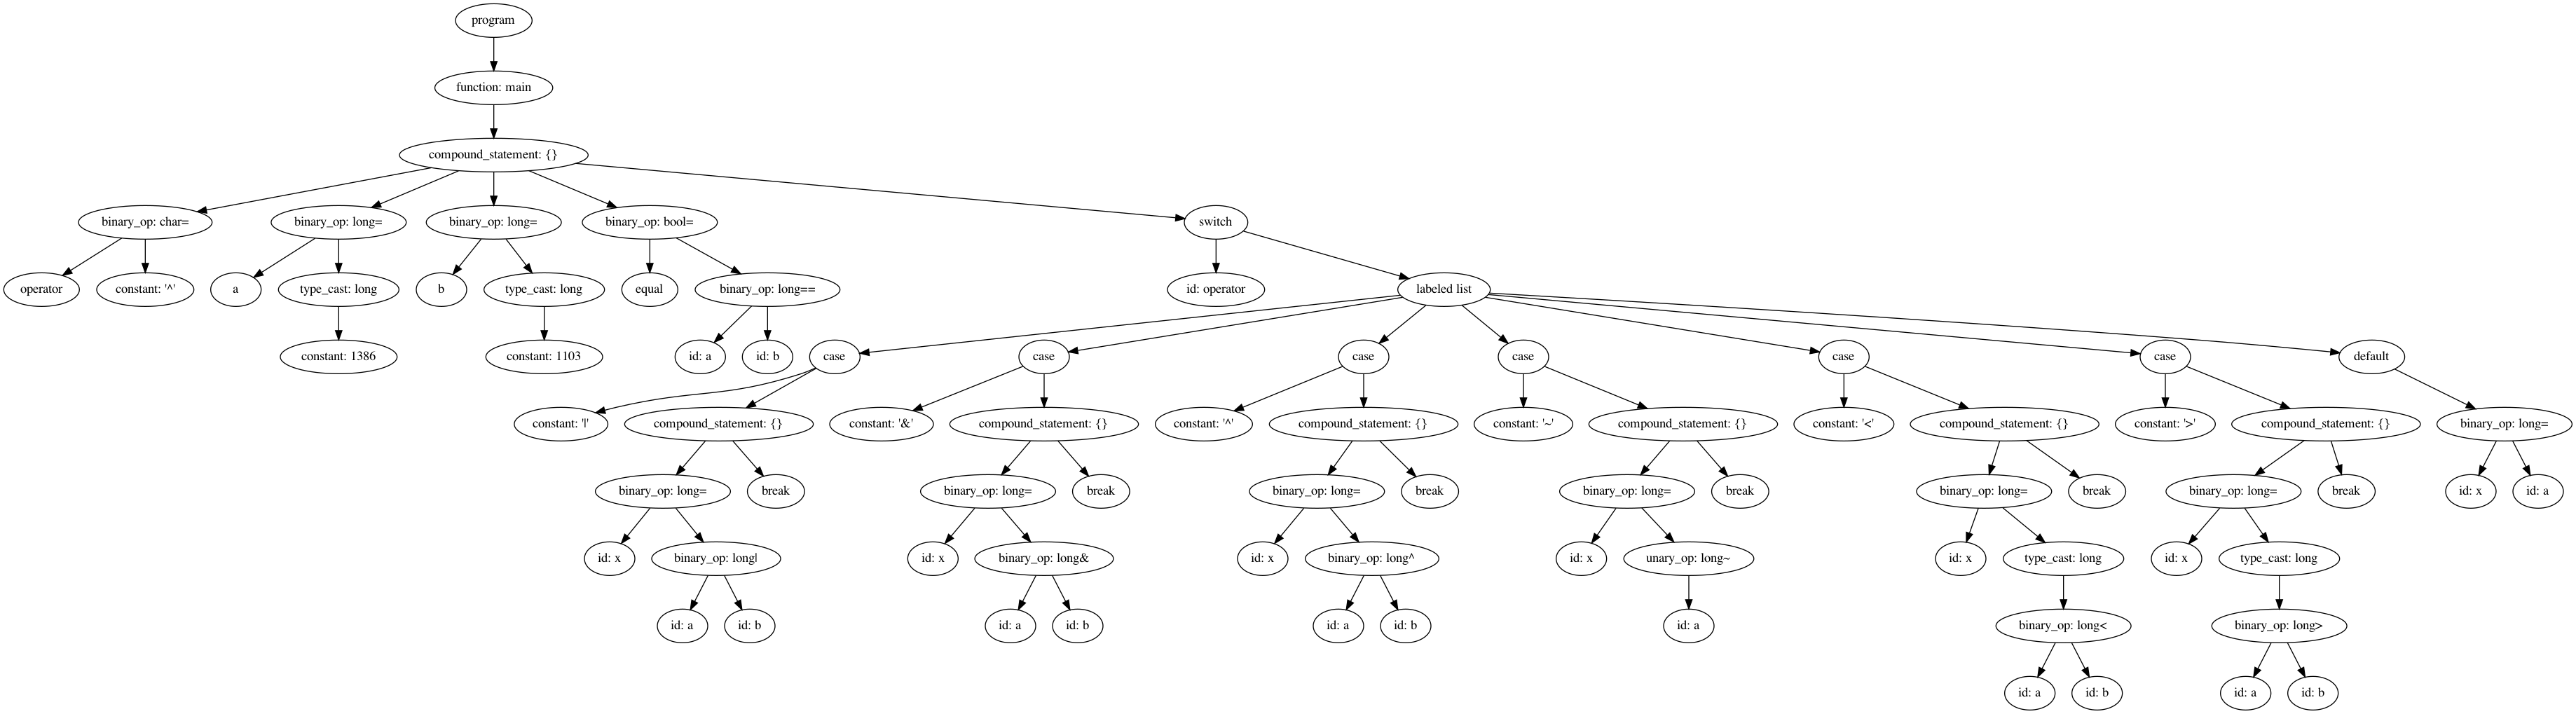 program
function: main
compound_statement: {}
binary_op: char=
binary_op: long=
binary_op: long=
binary_op: bool=
switch
operator
constant: '^'
a
type_cast: long
b
type_cast: long
equal
binary_op: long==
id: operator
labeled list
constant: 1386
constant: 1103
id: a
id: b
case
case
case
case
case
case
default
constant: '|'
compound_statement: {}
constant: '&'
compound_statement: {}
constant: '^'
compound_statement: {}
constant: '~'
compound_statement: {}
constant: '<'
compound_statement: {}
constant: '>'
compound_statement: {}
binary_op: long=
binary_op: long=
break
binary_op: long=
break
binary_op: long=
break
binary_op: long=
break
binary_op: long=
break
binary_op: long=
break
id: x
id: a
id: x
binary_op: long|
id: x
binary_op: long&
id: x
binary_op: long^
id: x
unary_op: long~
id: x
type_cast: long
id: x
type_cast: long
id: a
id: b
id: a
id: b
id: a
id: b
id: a
binary_op: long<
binary_op: long>
id: a
id: b
id: a
id: b